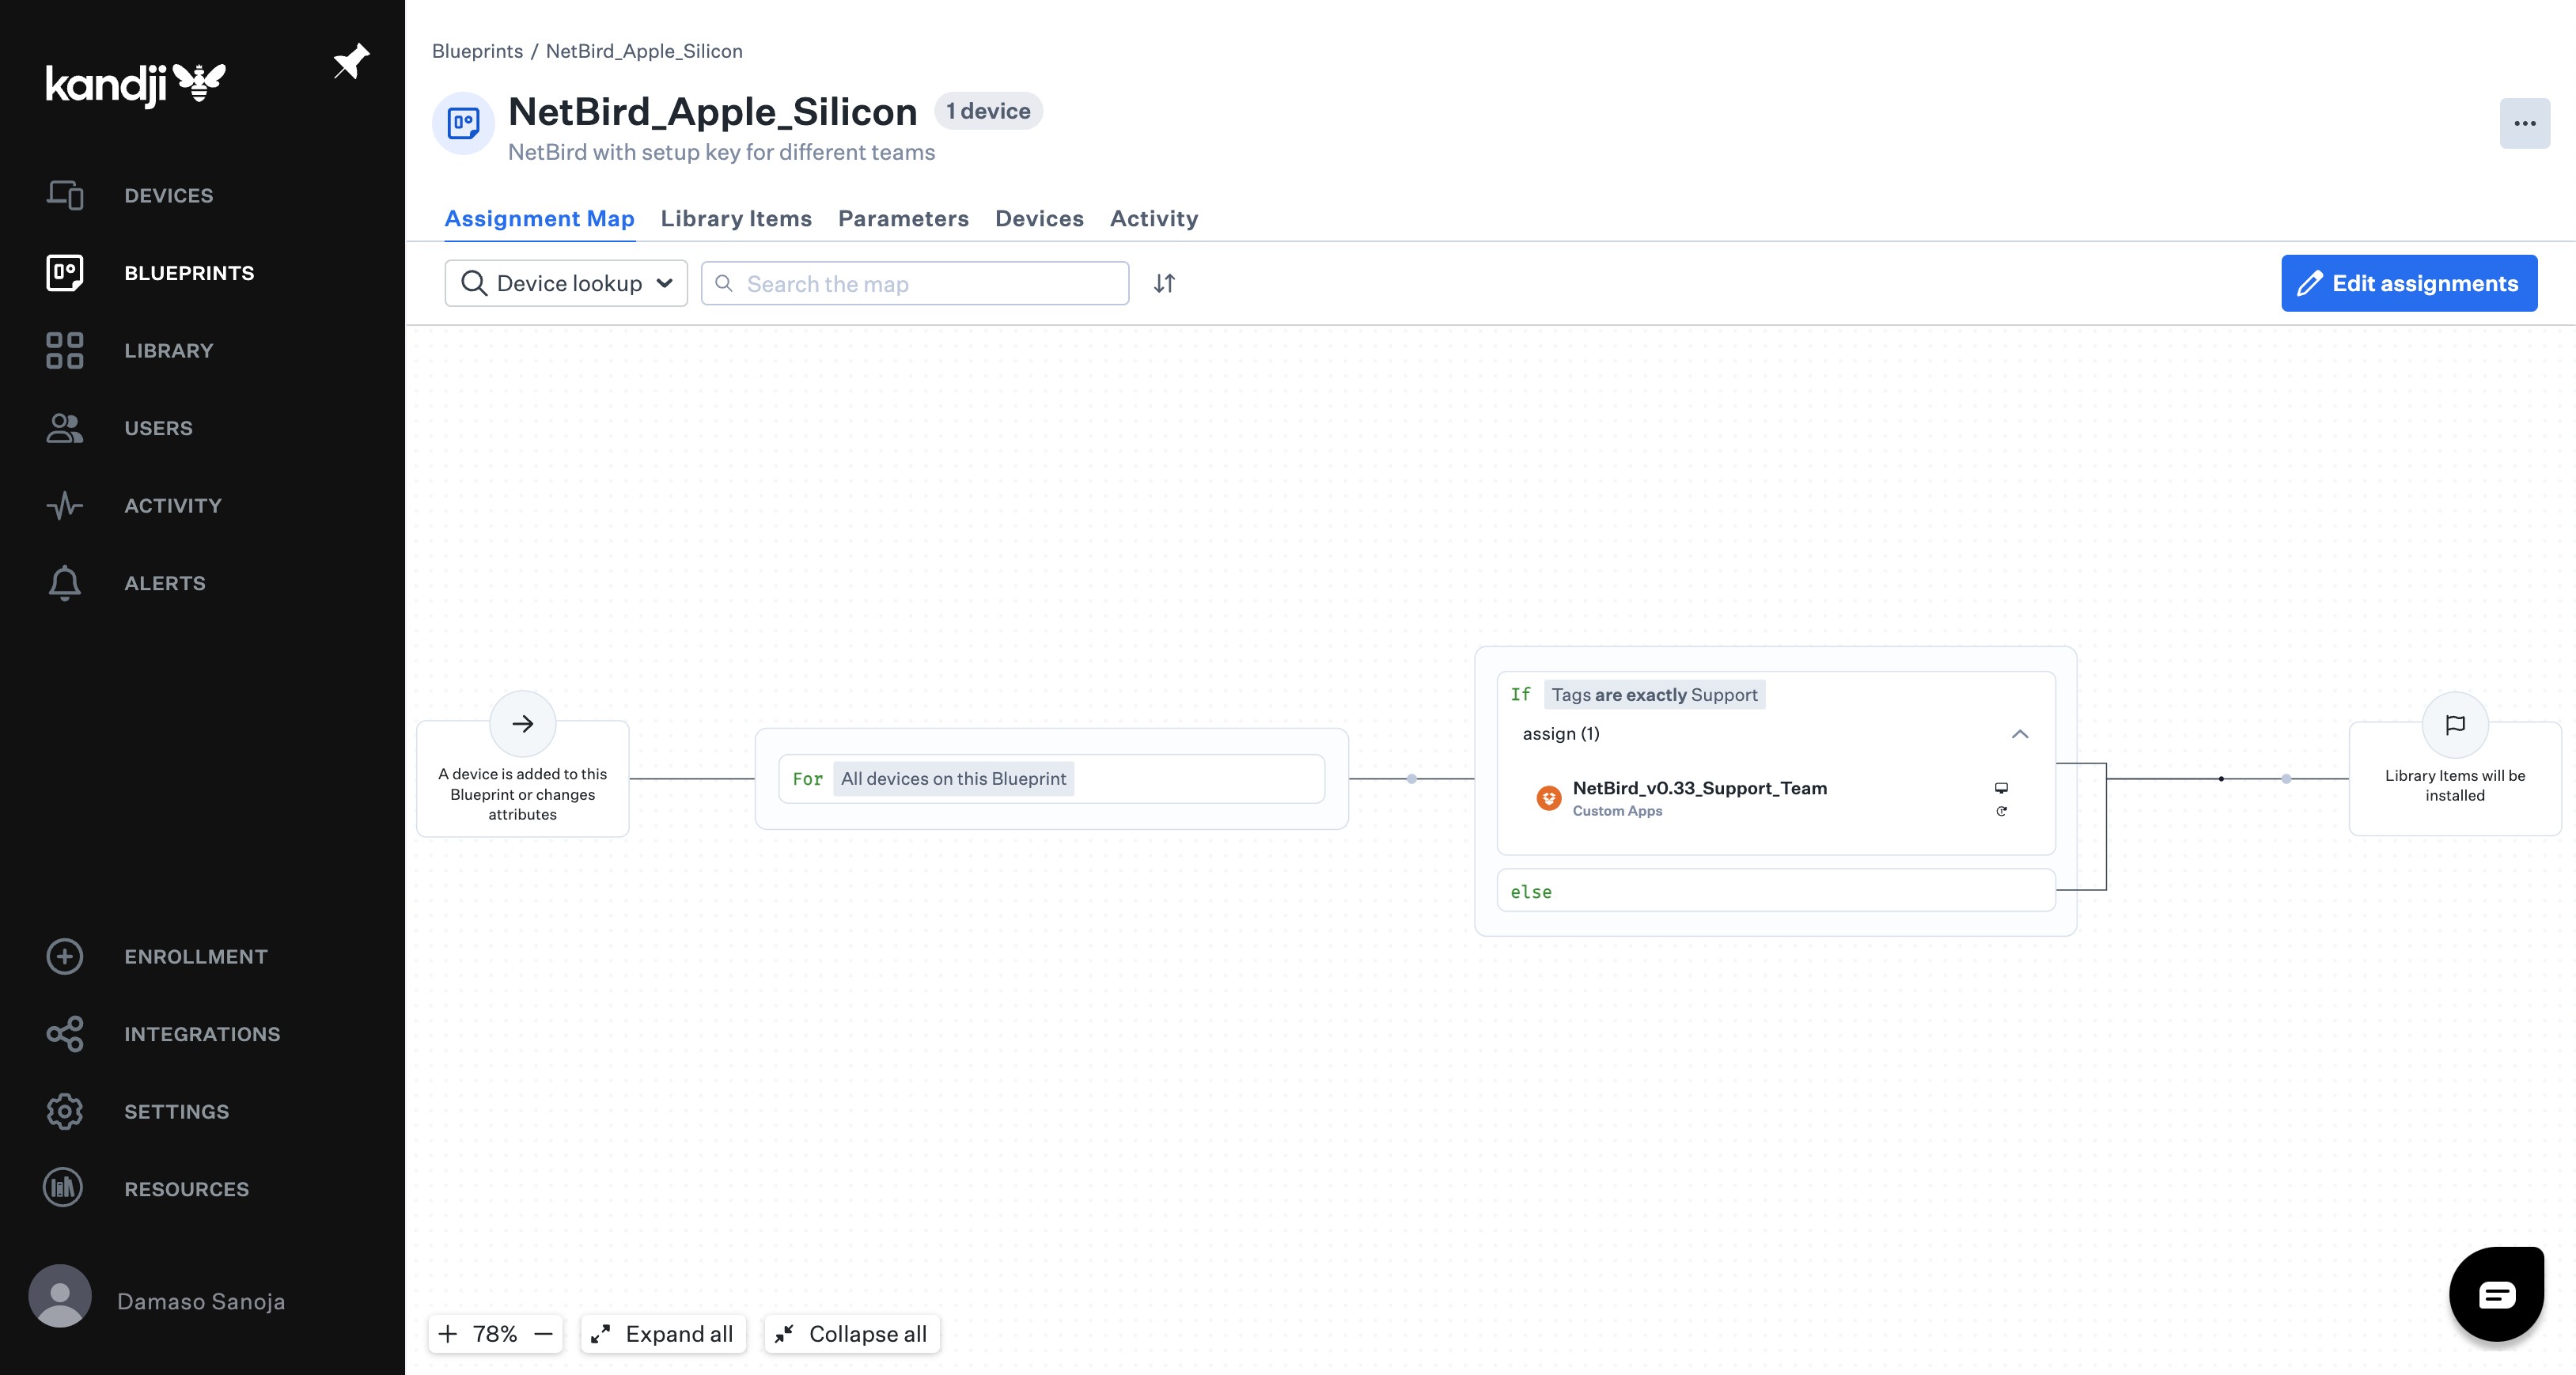 kandji
DEVICES
BLUEPRINTS
LIBRARY
USERS
ACTIVITY
ALERTS
ENROLLMENT
INTEGRATIONS
SETTINGS
RESOURCES
Damaso Sanoja
Blueprints / NetBird_Apple_Silicon
NetBird_Apple_Silicon 1 device
NetBird with setup key for different teams
Assignment Map Library Items Parameters Devices Activity
Device lookup Search the map Edit assignments
A device is added to this
Blueprint or changes
attributes
For All devices on this Blueprint
If Tags are exactly Support
assign (1)
NetBird_v0.33_Support_Team
Custom Apps
else
Library Items will be
installed
78% Expand all Collapse all